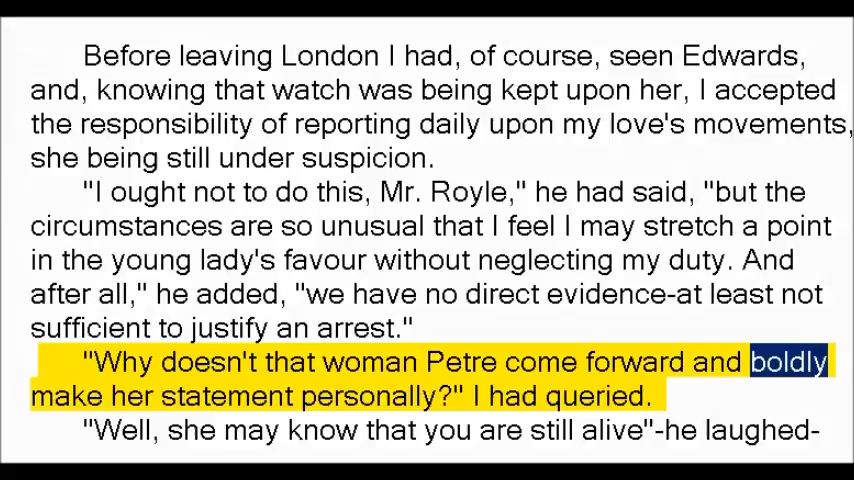 Before leaving London I had, of course, seen Edwards,
and, knowing that watch was being kept upon her, I accepted
the responsibility of reporting daily upon my love's movements,
she being still under suspicion.
"I ought not to do this, Mr. Royle," he had said, "but the
circumstances are so unusual that I feel I may stretch a point
in the young lady's favour without neglecting my duty. And
after all," he added, "we have no direct evidence-at least not
sufficient to justify an arrest."
"Why doesn't that woman Petre come forward and boldly
make her statement personally?" I had queried.
"Well, she may know that you are still alive"-he laughed-